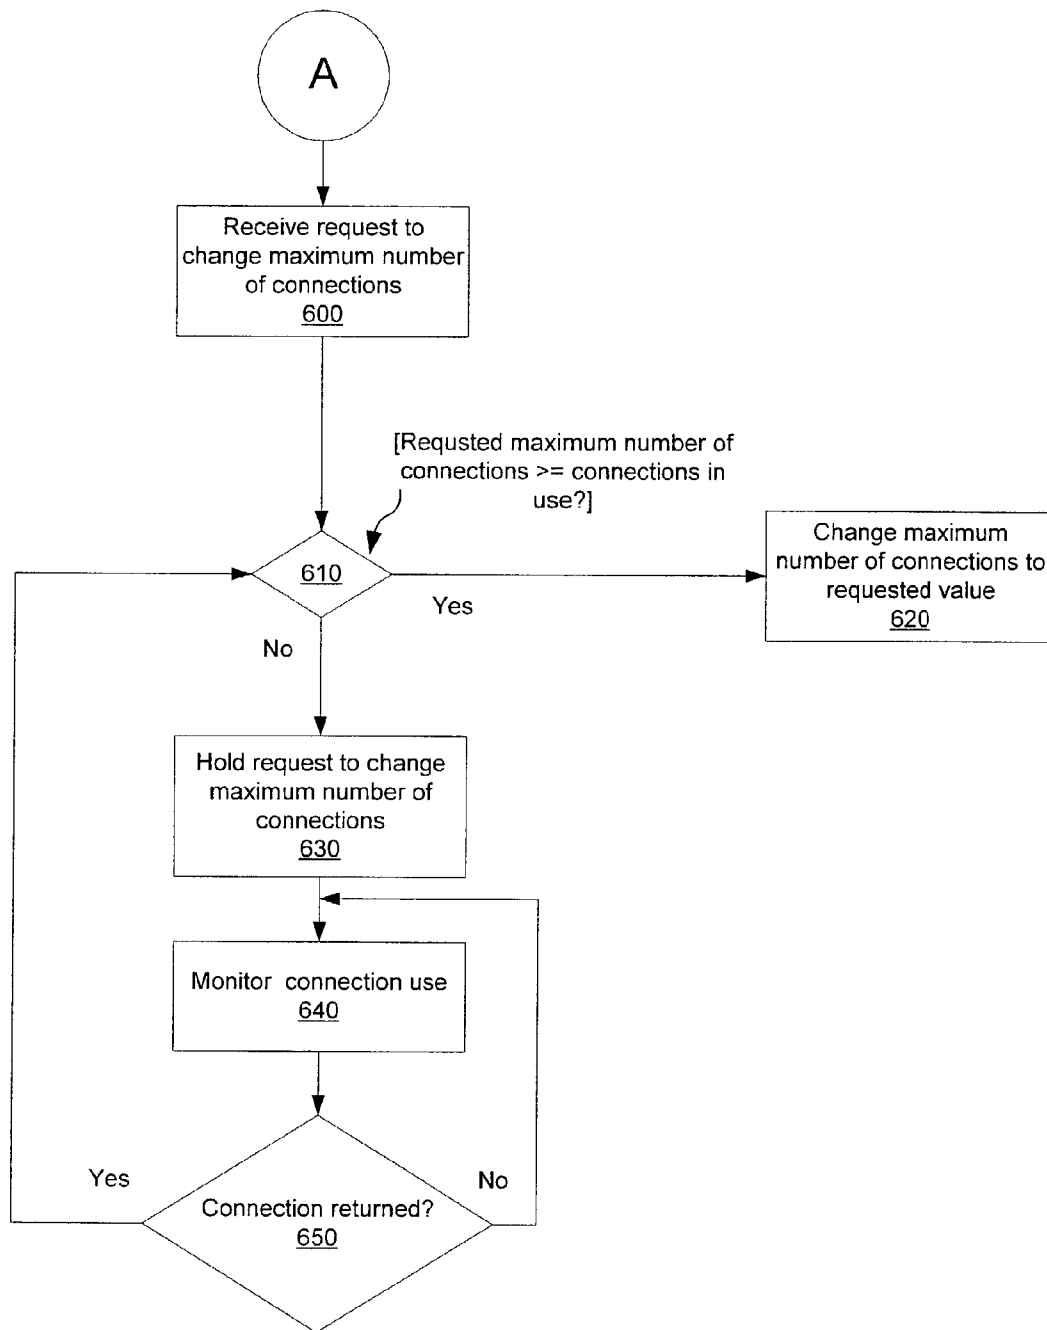 A
Receive request to
change maximum number
of connections
600
[Requsted maximum number of
connections >= connections in
use?]
610
Yes
No
Change maximum
number of connections to
requested value
620
Hold request to change
maximum number of
connections
630
Monitor connection use
640
Yes
No
Connection returned?
650